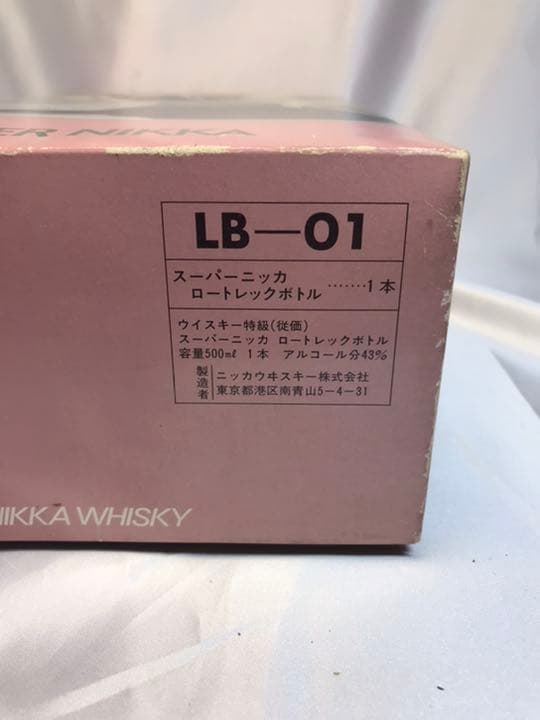 ER NIKKA
LB—01
スーパーニッカ
ロートレックボトル ……‥1本
ウイスキー特級(従価)
スーパーニッカ ロートレックボトル
容量500㎖ 1本 アルコール分43%
製造者 ニッカウヰスキー株式会社
東京都港区南青山5-4-31
NIKKA WHISKY